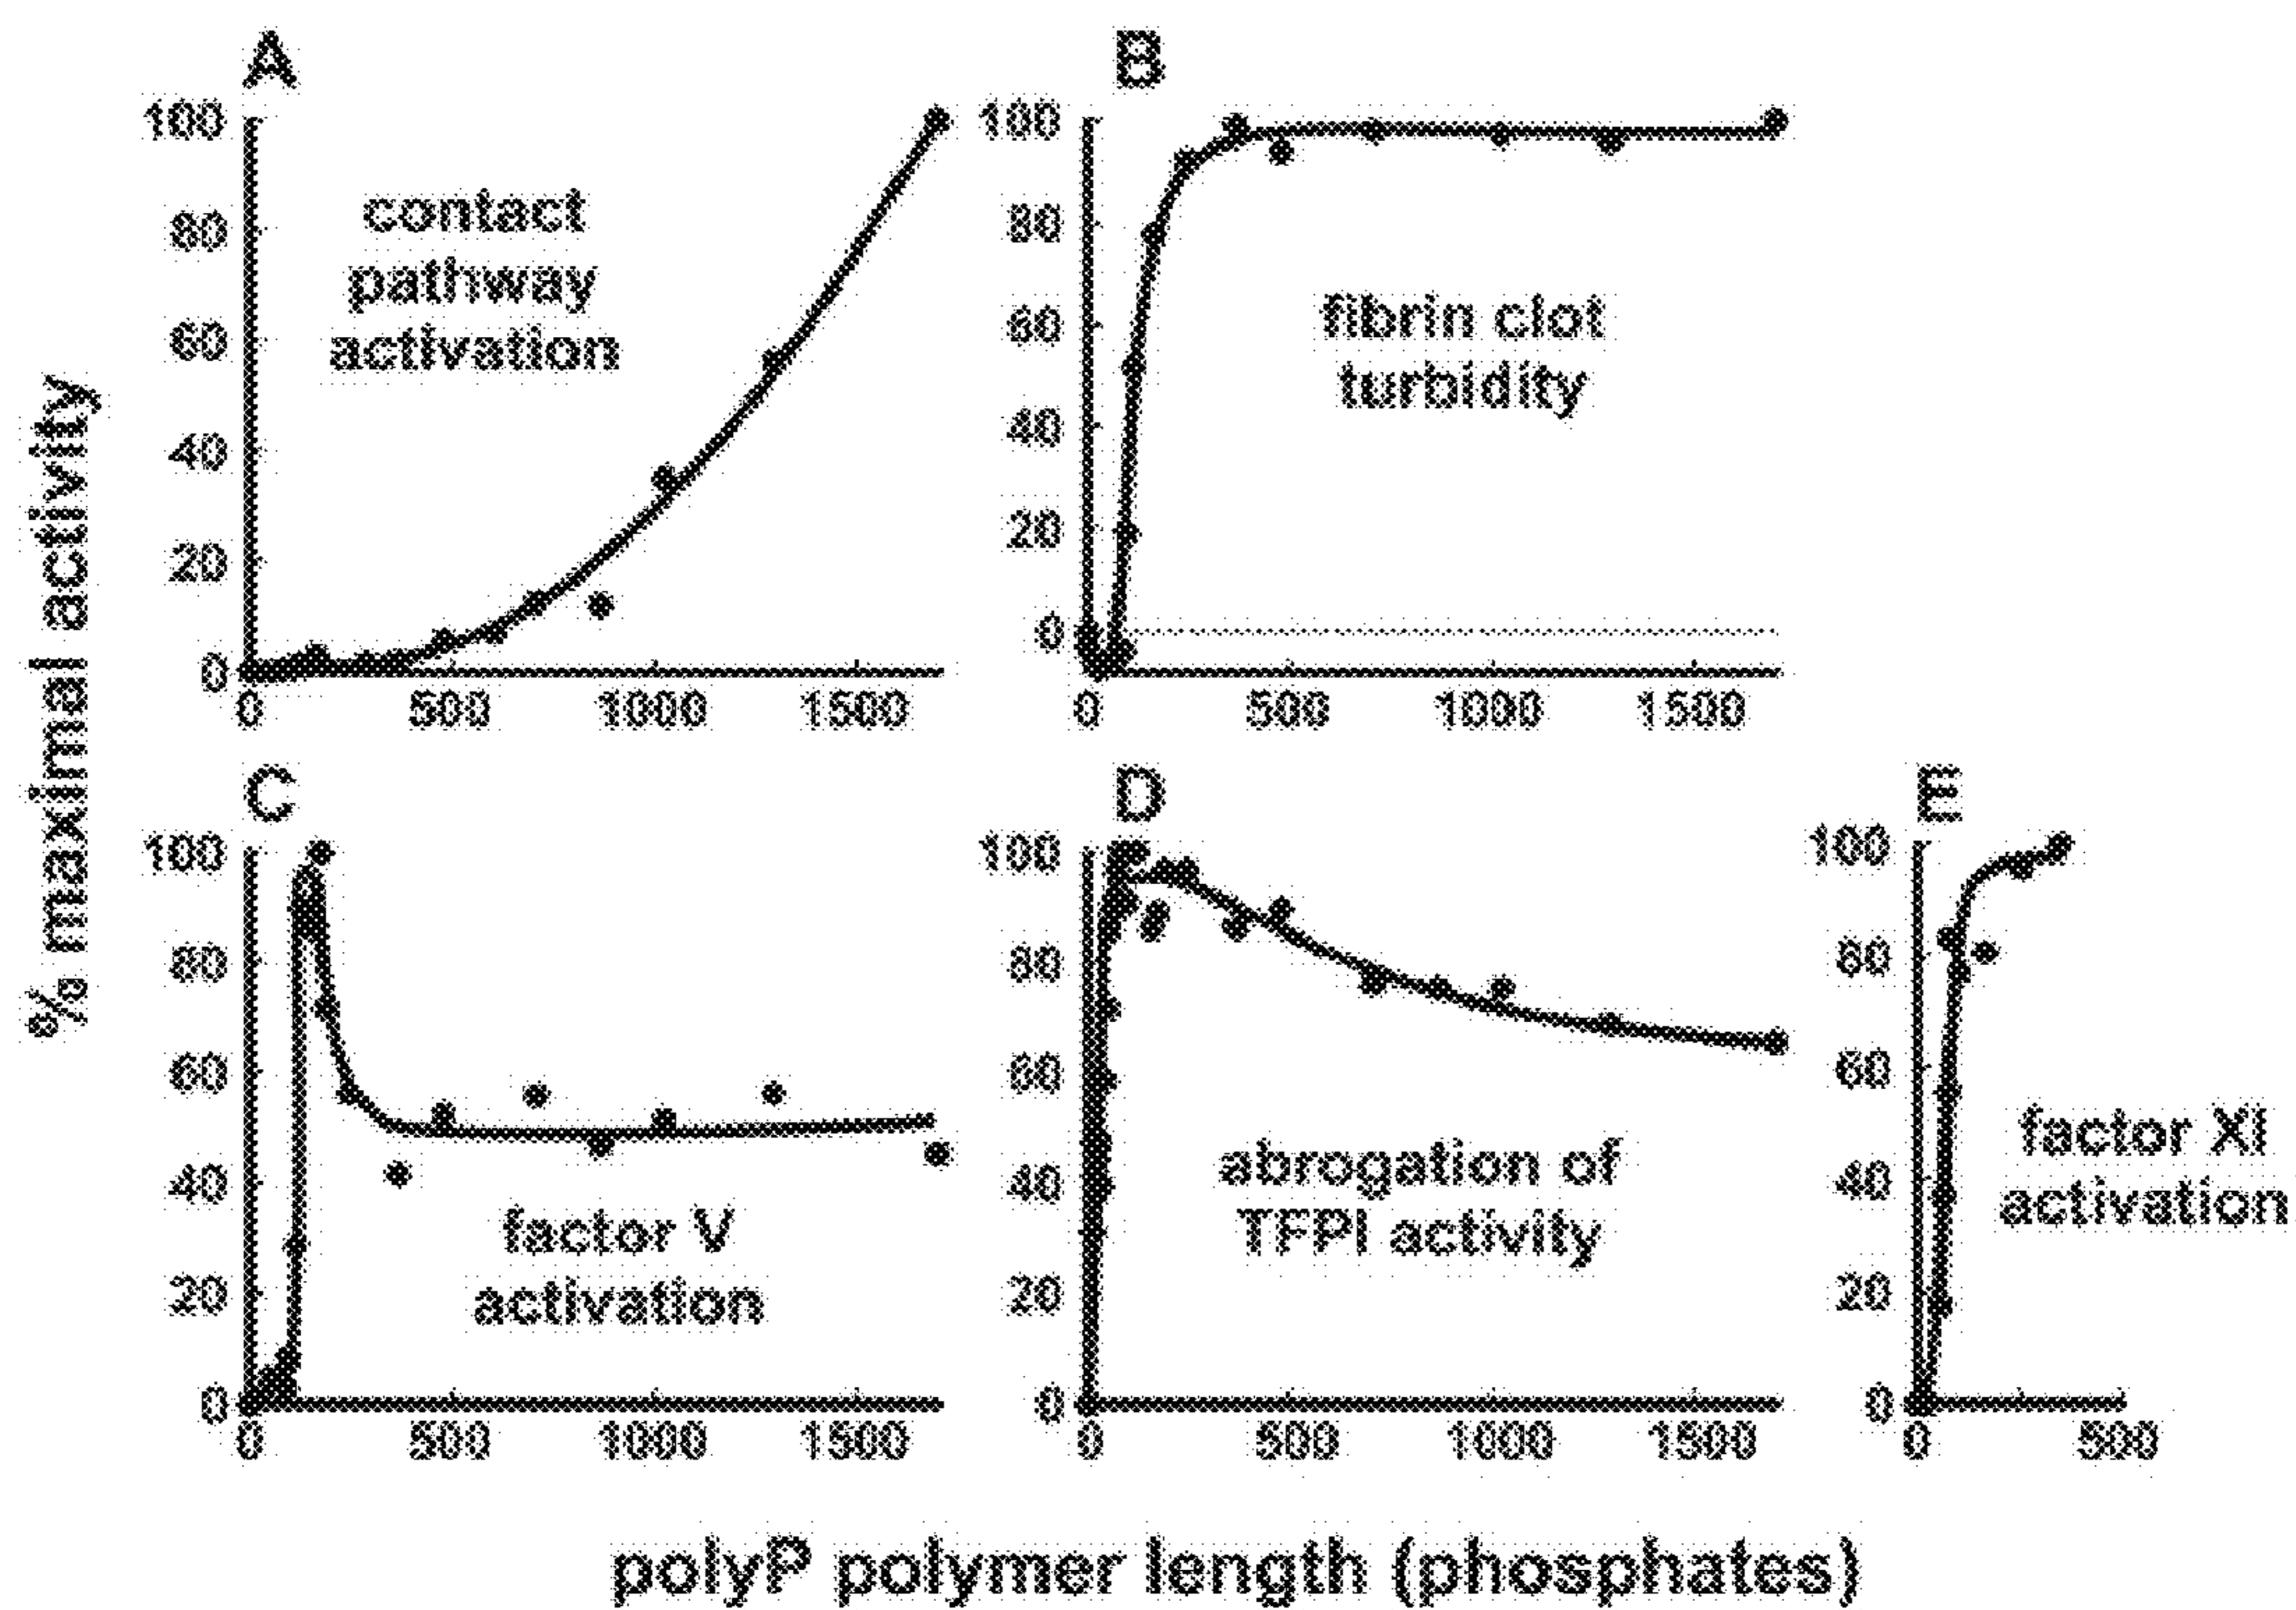 % maximal activity
A
100
80
60
40
20
0
contact
pathway
activation
0 500 1000 1500
B
100
80
60
40
20
0
fibrin clot
turbidity
0 500 1000 1500
C
100
80
60
40
20
0
factor V
activation
0 500 1000 1500
D
100
80
60
40
20
0
abrogation of
TFPI activity
0 500 1000 1500
E
100
80
60
40
20
0
factor XI
activation
0 500
polyP polymer length (phosphates)